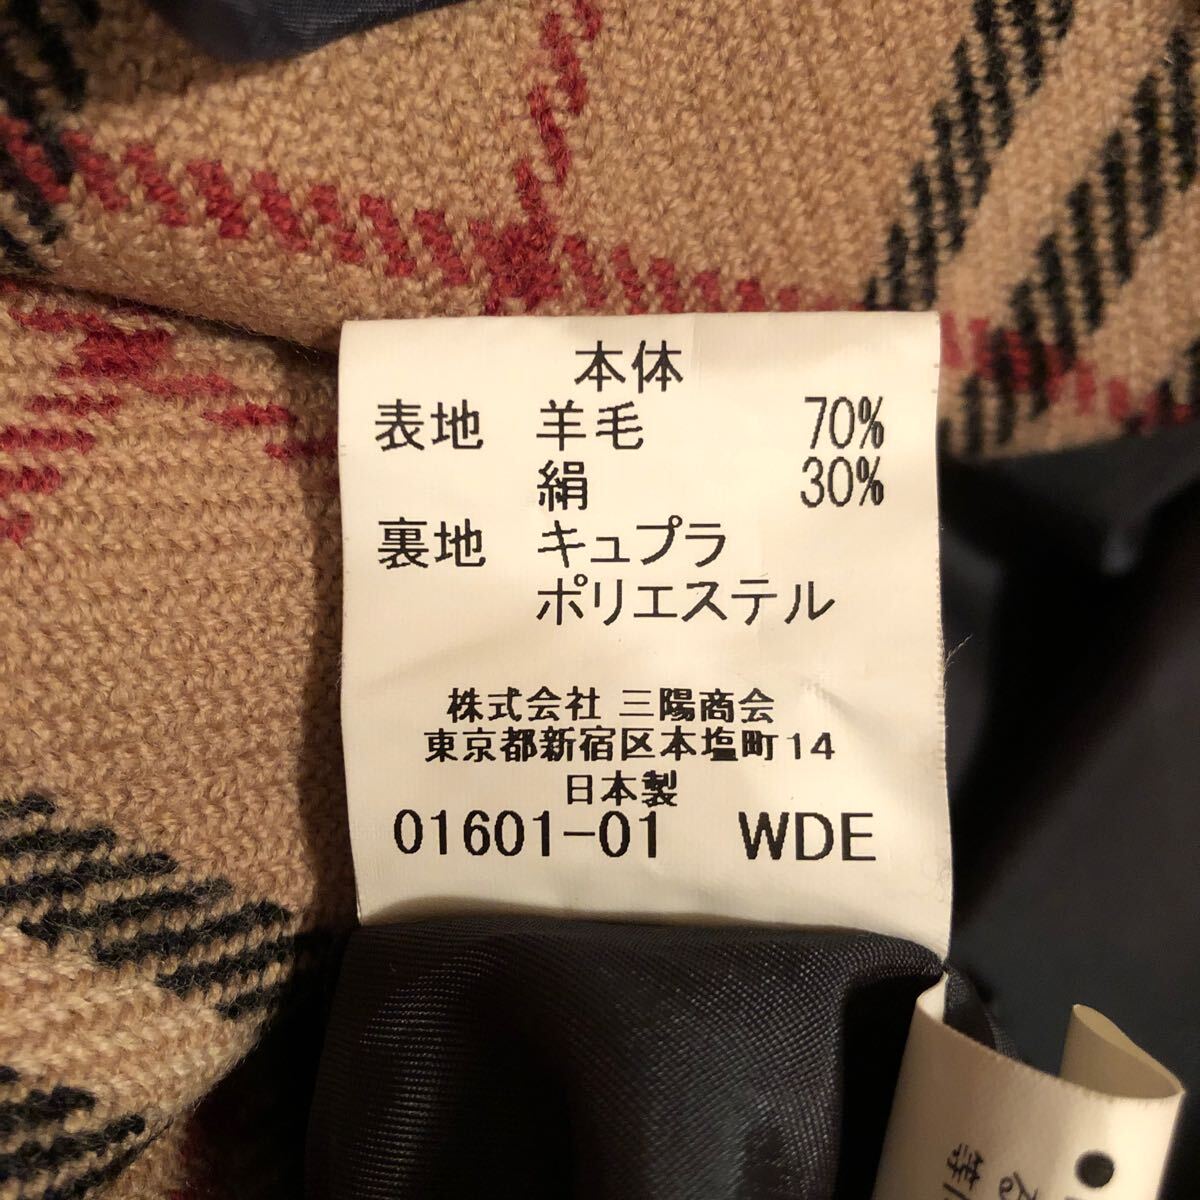 本体
表地 羊毛 70%
絹 30%
裏地 キュプラ
ポリエステル
株式会社 三陽商会
東京都新宿区本塩町14
日本製
01601-01 WDE